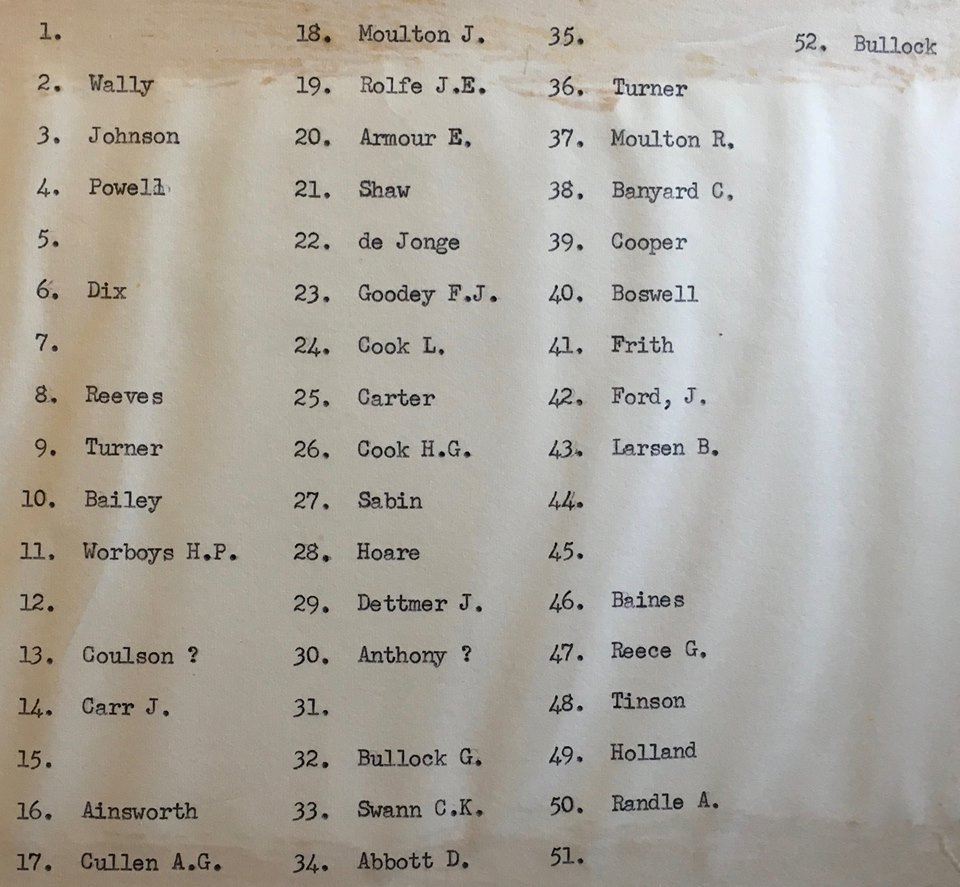 1.
2. Wally
3. Johnson
4. Powell
5.
6. Dix
7.
8. Reeves
9. Turner
10. Bailey
11. Worboys H.P.
12.
13. Coulson ?
14. Carr J.
15.
16. Ainsworth
17. Cullen A.G.
18. Moulton J.
19. Rolfe J.E.
20. Armour E.
21. Shaw
22. de Jonge
23. Goodey F.J.
24. Cook L.
25. Carter
26. Cook H.G.
27. Sabin
28. Hoare
29. Dettmer J.
30. Anthony ?
31.
32. Bullock G.
33. Swann C.K.
34. Abbott D.
35.
36. Turner
37. Moulton R.
38. Banyard C.
39. Cooper
40. Boswell
41. Frith
42. Ford, J.
43. Larsen B.
44.
45.
46. Baines
47. Reece G.
48. Tinson
49. Holland
50. Randle A.
51.
52. Bullock